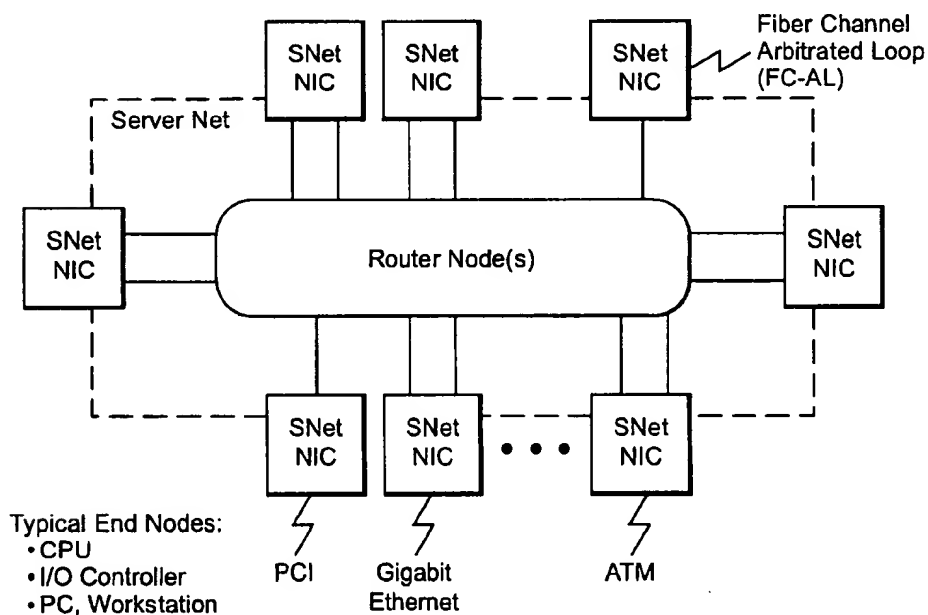 SNet
NIC
SNet
NIC
SNet
NIC
Fiber Channel
Arbitrated Loop
(FC-AL)
Server Net
SNet
NIC
Router Node(s)
SNet
NIC
SNet
NIC
SNet
NIC
SNet
NIC
Typical End Nodes:
• CPU
• I/O Controller
• PC, Workstation
PCI
Gigabit
Ethernet
ATM